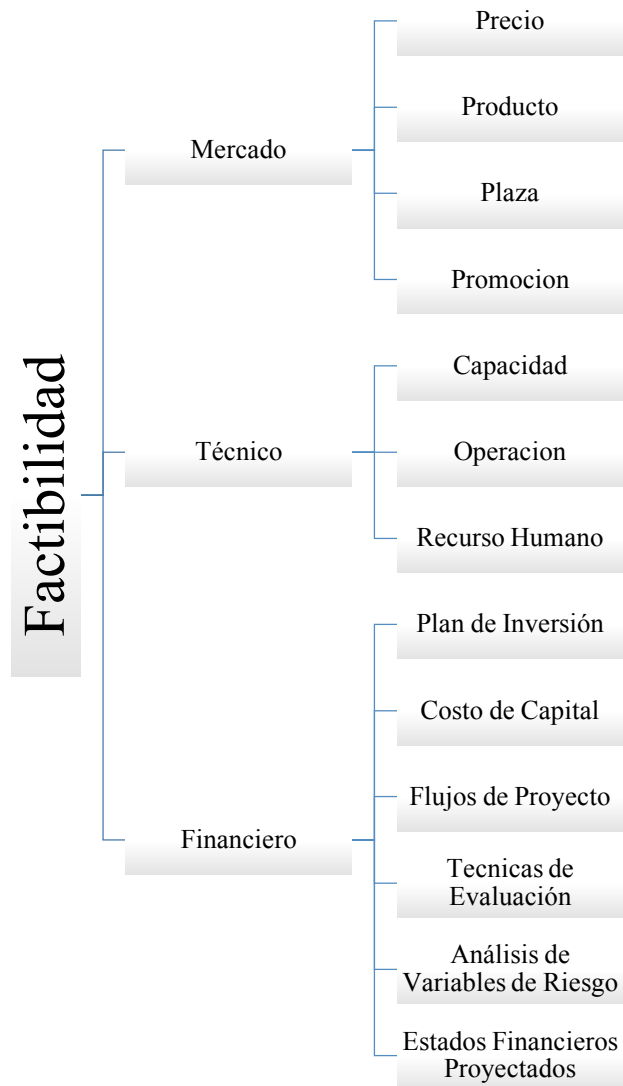 Factibilidad
Mercado
Precio
Producto
Plaza
Promocion
Técnico
Capacidad
Operacion
Recurso Humano
Financiero
Plan de Inversión
Costo de Capital
Flujos de Proyecto
Tecnicas de
Evaluación
Análisis de
Variables de Riesgo
Estados Financieros
Proyectados